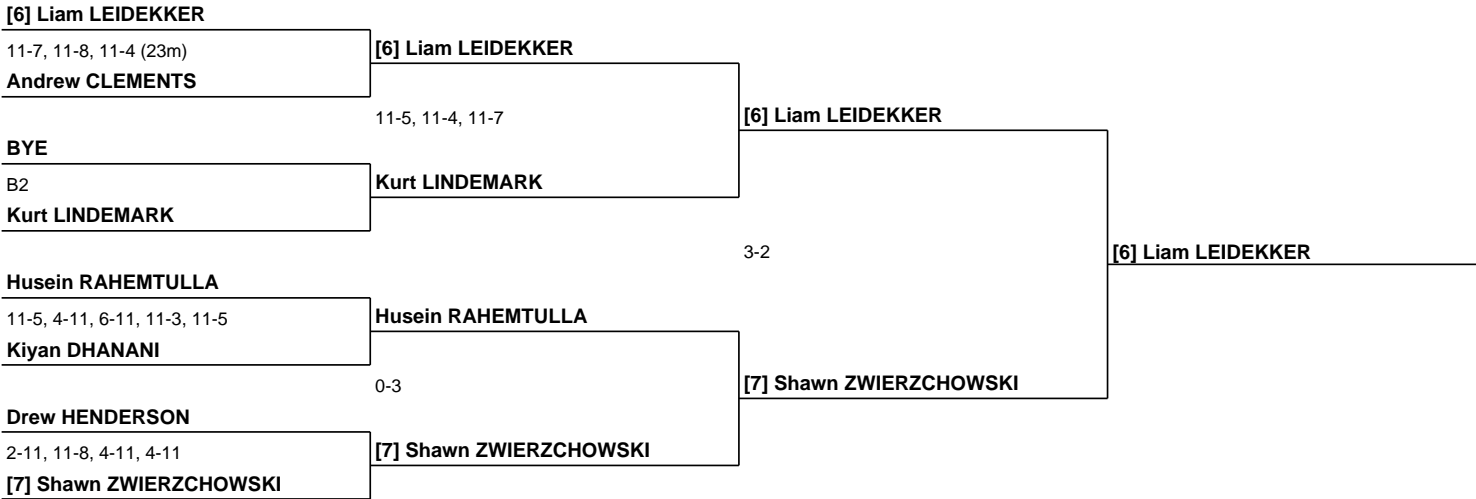 [6] Liam LEIDEKKER
11-7, 11-8, 11-4 (23m)
[6] Liam LEIDEKKER
Andrew CLEMENTS
11-5, 11-4, 11-7
[6] Liam LEIDEKKER
BYE
B2
Kurt LINDEMARK
Kurt LINDEMARK
3-2
[6] Liam LEIDEKKER
Husein RAHEMTULLA
11-5, 4-11, 6-11, 11-3, 11-5
Husein RAHEMTULLA
Kiyan DHANANI
0-3
[7] Shawn ZWIERZCHOWSKI
Drew HENDERSON
2-11, 11-8, 4-11, 4-11
[7] Shawn ZWIERZCHOWSKI
[7] Shawn ZWIERZCHOWSKI